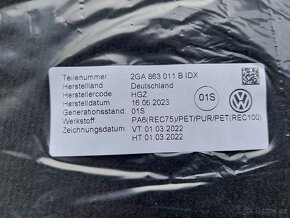 Teilenummer 2GA 863 011 B IDX
Herstelland Deutschland
Herstellercode: HGZ
Herstelldatum 16 06 2023
Generationsstand 01S
Werkstoff PA6(REC75)/PET/PUR/PET(REC100)
Zeichnungsdatum: VT 01.03.2022
HT 01 03 2022
01S